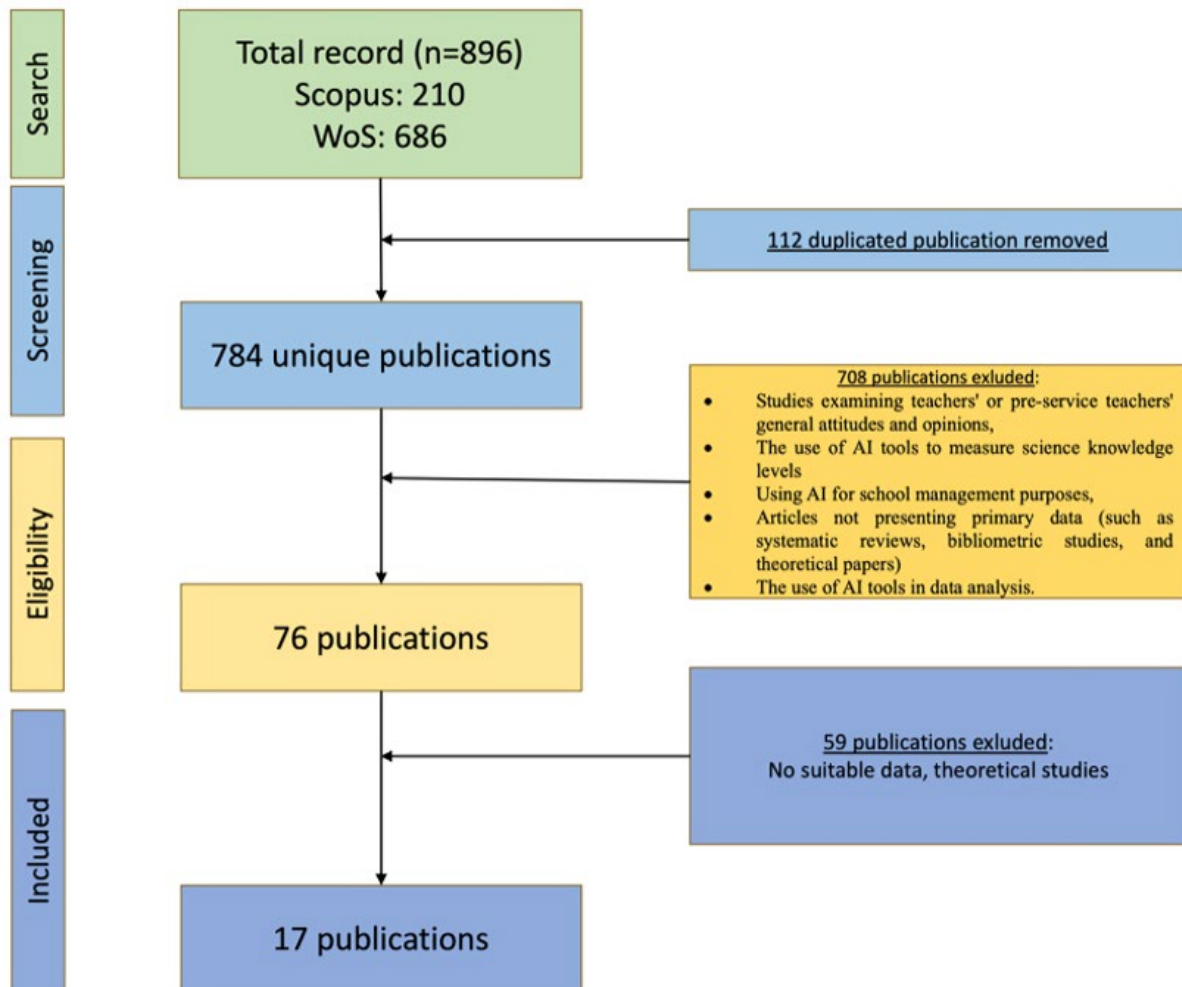 Search
Total record (n=896)
Scopus: 210
WoS: 686
Screening
112 duplicated publication removed
784 unique publications
Eligibility
708 publications exluded:
• Studies examining teachers' or pre-service teachers'
general attitudes and opinions,
• The use of AI tools to measure science knowledge
levels
• Using AI for school management purposes,
• Articles not presenting primary data (such as
systematic reviews, bibliometric studies, and
theoretical papers)
• The use of AI tools in data analysis.
76 publications
Included
59 publications exluded:
No suitable data, theoretical studies
17 publications